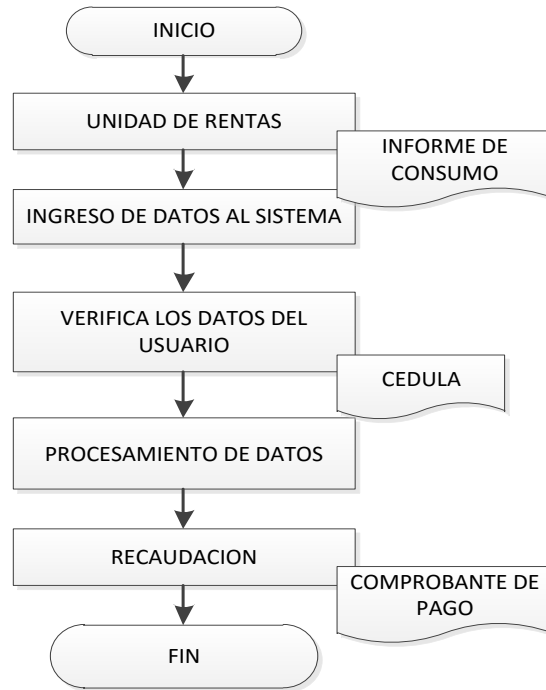 INICIO
UNIDAD DE RENTAS
INFORME DE
CONSUMO
INGRESO DE DATOS AL SISTEMA
VERIFICA LOS DATOS DEL
USUARIO
CEDULA
PROCESAMIENTO DE DATOS
RECAUDACION
COMPROBANTE DE
PAGO
FIN